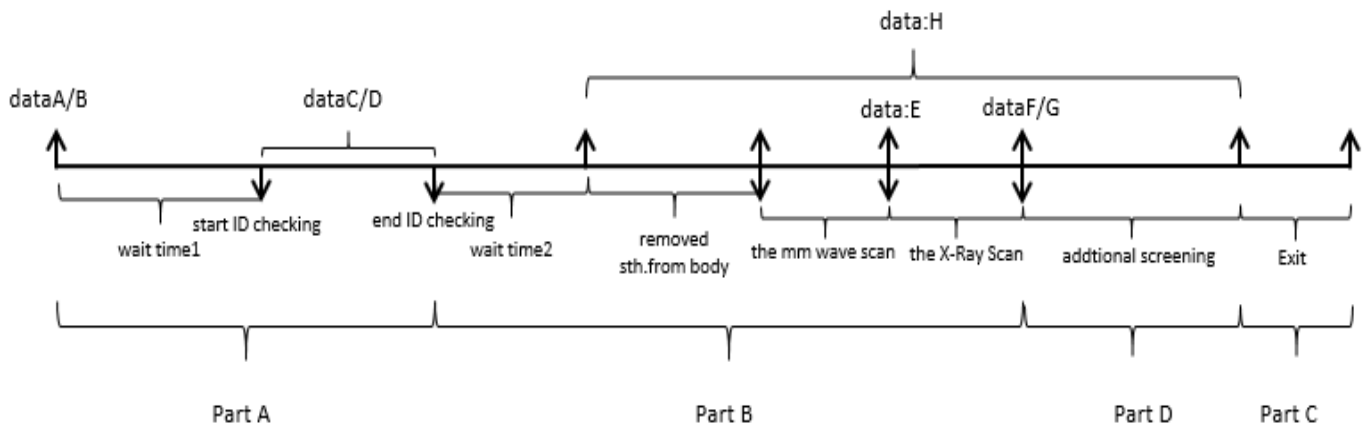 data:H
dataA/B
dataC/D
data:E
dataF/G
wait time1
start ID checking
end ID checking
wait time2
removed
sth.from body
the mm wave scan
the X-Ray Scan
addtional screening
Exit
Part A
Part B
Part D
Part C